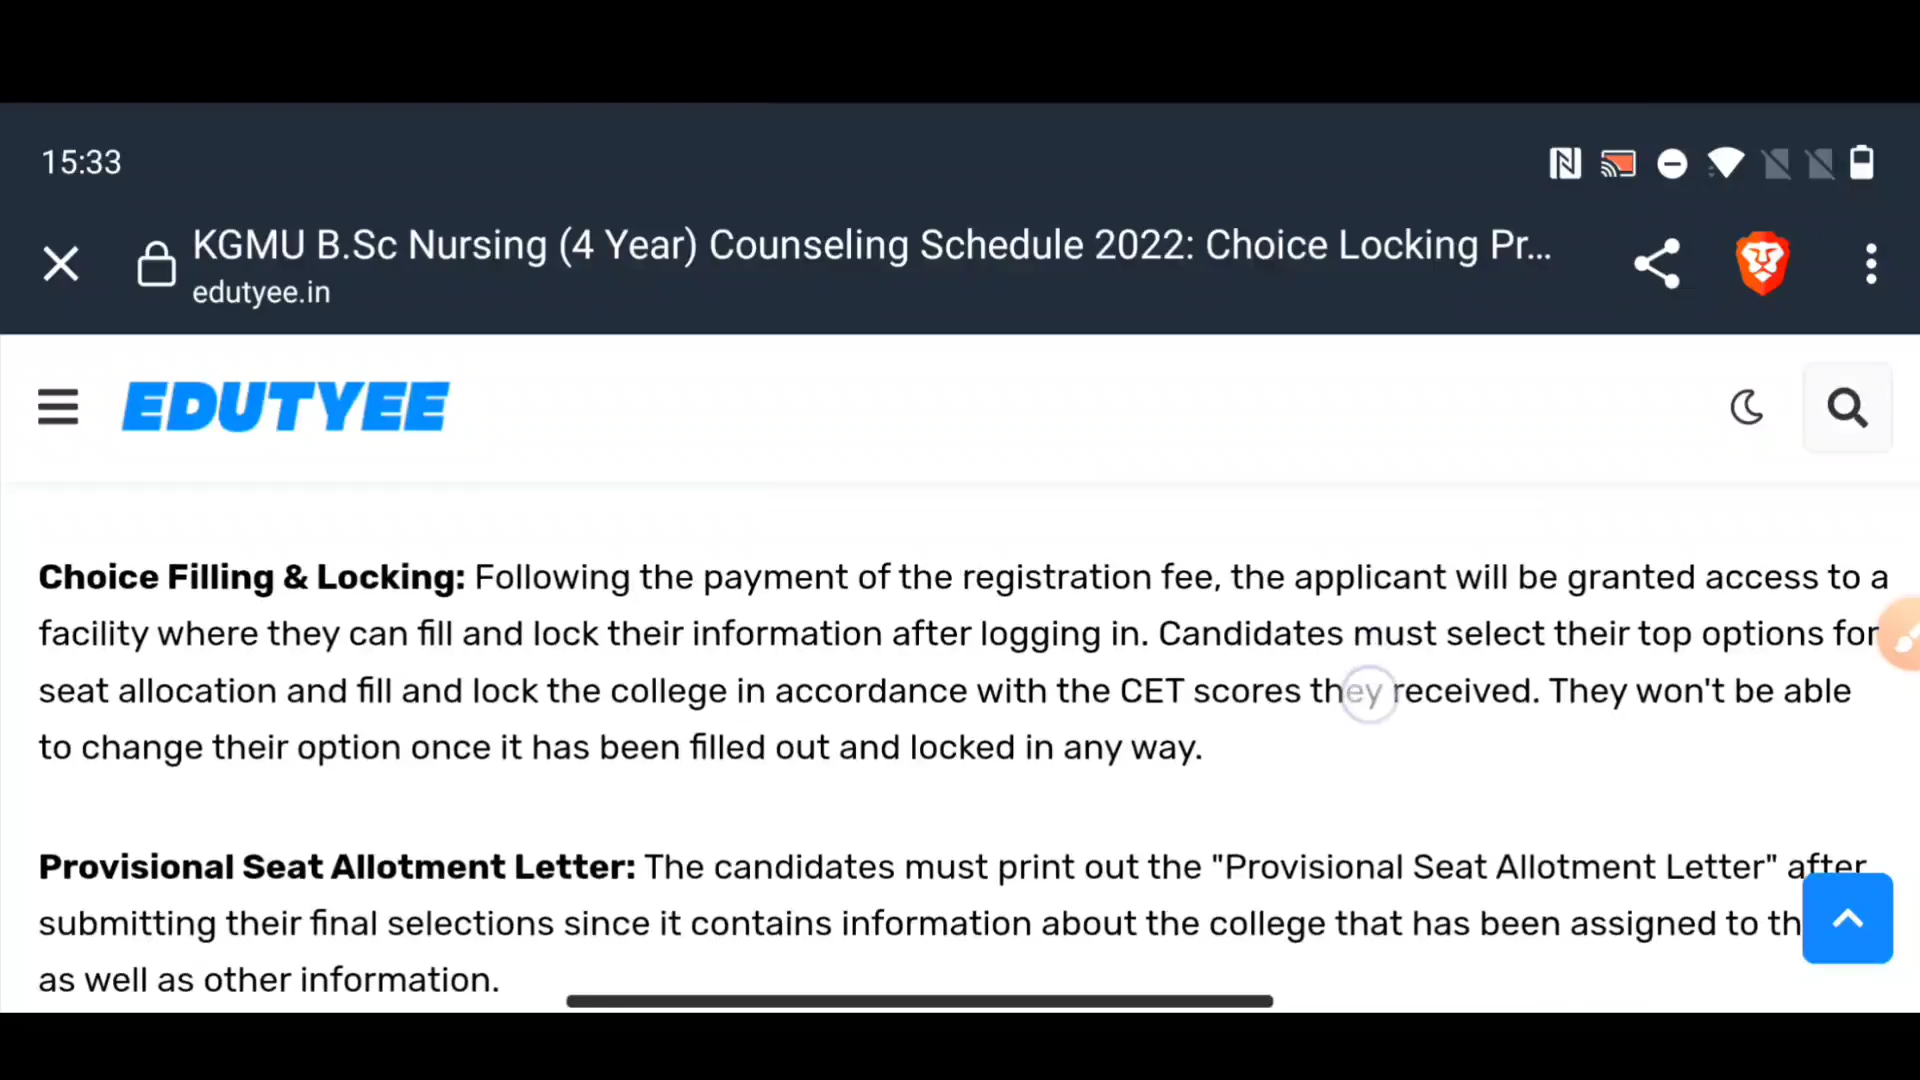 15:33
KGMU B.Sc Nursing (4 Year) Counseling Schedule 2022: Choice Locking Pr...
edutyee.in
EDUTYEE
Choice Filling & Locking: Following the payment of the registration fee, the applicant will be granted access to a
facility where they can fill and lock their information after logging in. Candidates must select their top options for
seat allocation and fill and lock the college in accordance with the CET scores they received. They won't be able
to change their option once it has been filled out and locked in any way.
Provisional Seat Allotment Letter: The candidates must print out the "Provisional Seat Allotment Letter" after
submitting their final selections since it contains information about the college that has been assigned to th
as well as other information.